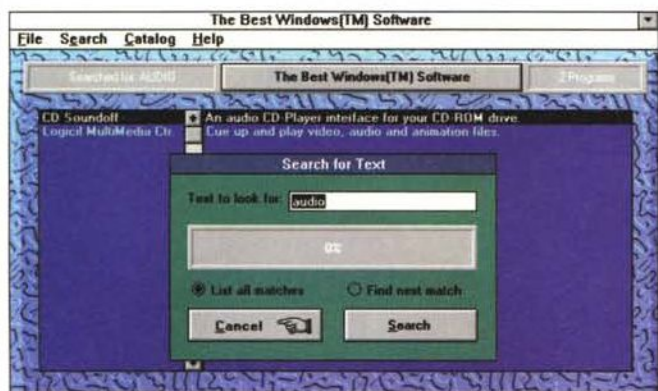 The Best Windows(TM) Software
File Search Catalog Help
Searched for: AUDIO The Best Windows(TM) Software 2 Programs
CD Soundoff An audio CD-Player interface for your CD-ROM drive.
Logicil MultiMedia Ctr Cue up and play video, audio and animation files.
Search for Text
Text to look for: audio
0%
List all matches Find next match
Cancel Search